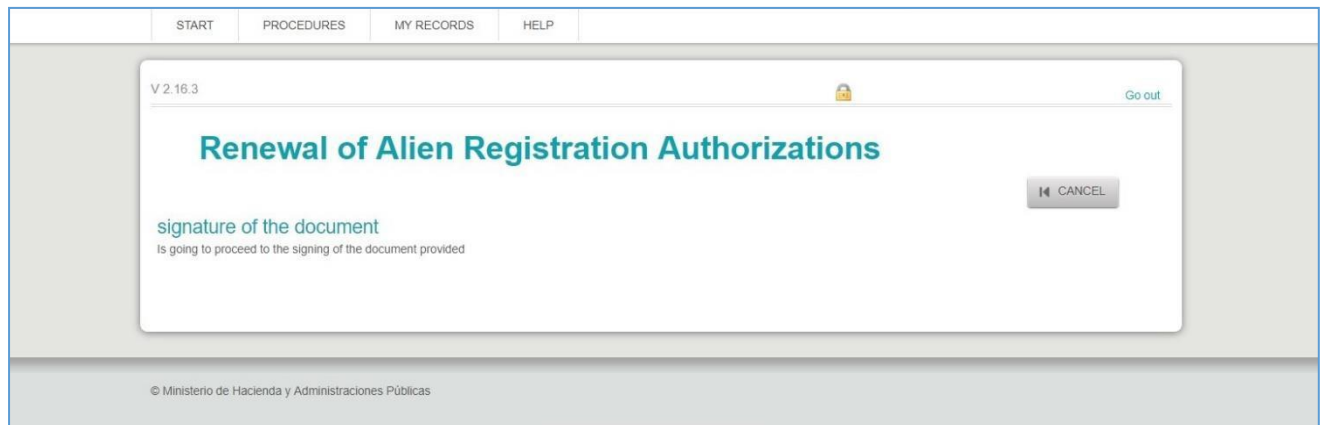 START PROCEDURES MY RECORDS HELP
V 2.16.3
Go out
Renewal of Alien Registration Authorizations
CANCEL
signature of the document
Is going to proceed to the signing of the document provided
© Ministerio de Hacienda y Administraciones Públicas